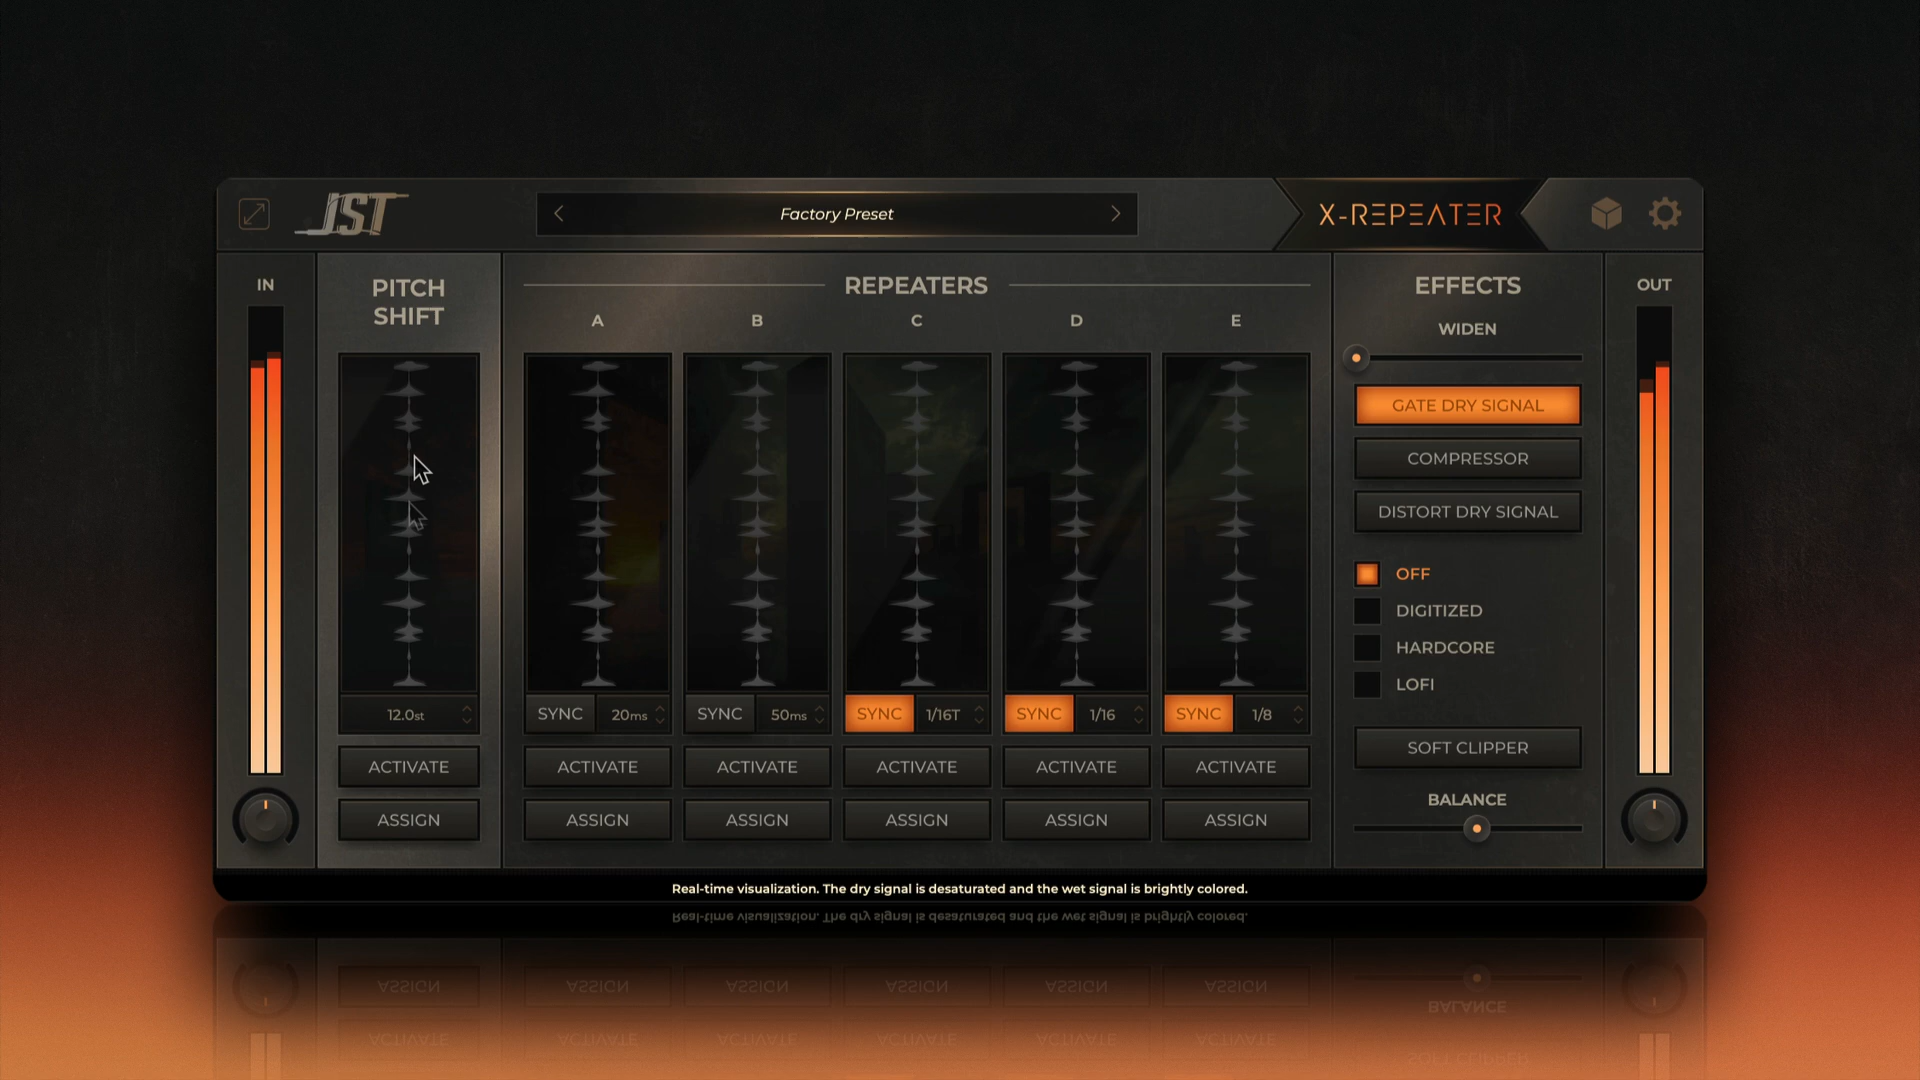 JST
Factory Preset
X-REPEATER
IN
PITCH
SHIFT
REPEATERS
A B C D E
EFFECTS
WIDEN
OUT
GATE DRY SIGNAL
COMPRESSOR
DISTORT DRY SIGNAL
OFF
DIGITIZED
HARDCORE
LOFI
12.0st
SYNC 20ms SYNC 50ms SYNC 1/16T SYNC 1/16 SYNC 1/8
SOFT CLIPPER
ACTIVATE ACTIVATE ACTIVATE ACTIVATE ACTIVATE ACTIVATE
BALANCE
ASSIGN ASSIGN ASSIGN ASSIGN ASSIGN ASSIGN
Real-time visualization. The dry signal is desaturated and the wet signal is brightly colored.